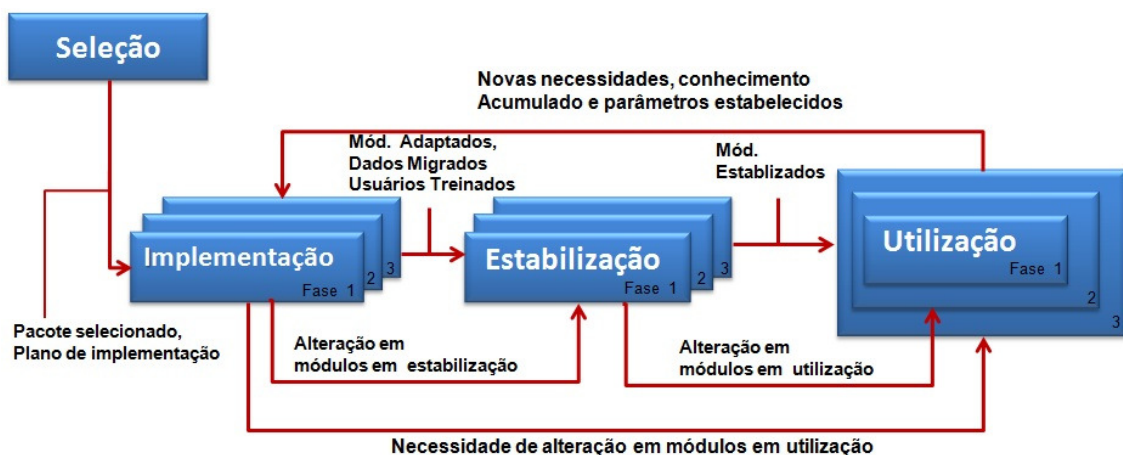 Seleção
Novas necessidades, conhecimento
Acumulado e parâmetros estabelecidos
Mód. Adaptados,
Dados Migrados
Usuários Treinados
Mód.
Establizados
Implementação
Fase 1
2
3
Estabilização
Fase 1
2
3
Utilização
Fase 1
2
3
Pacote selecionado,
Plano de implementação
Alteração em
módulos em estabilização
Alteração em
módulos em utilização
Necessidade de alteração em módulos em utilização